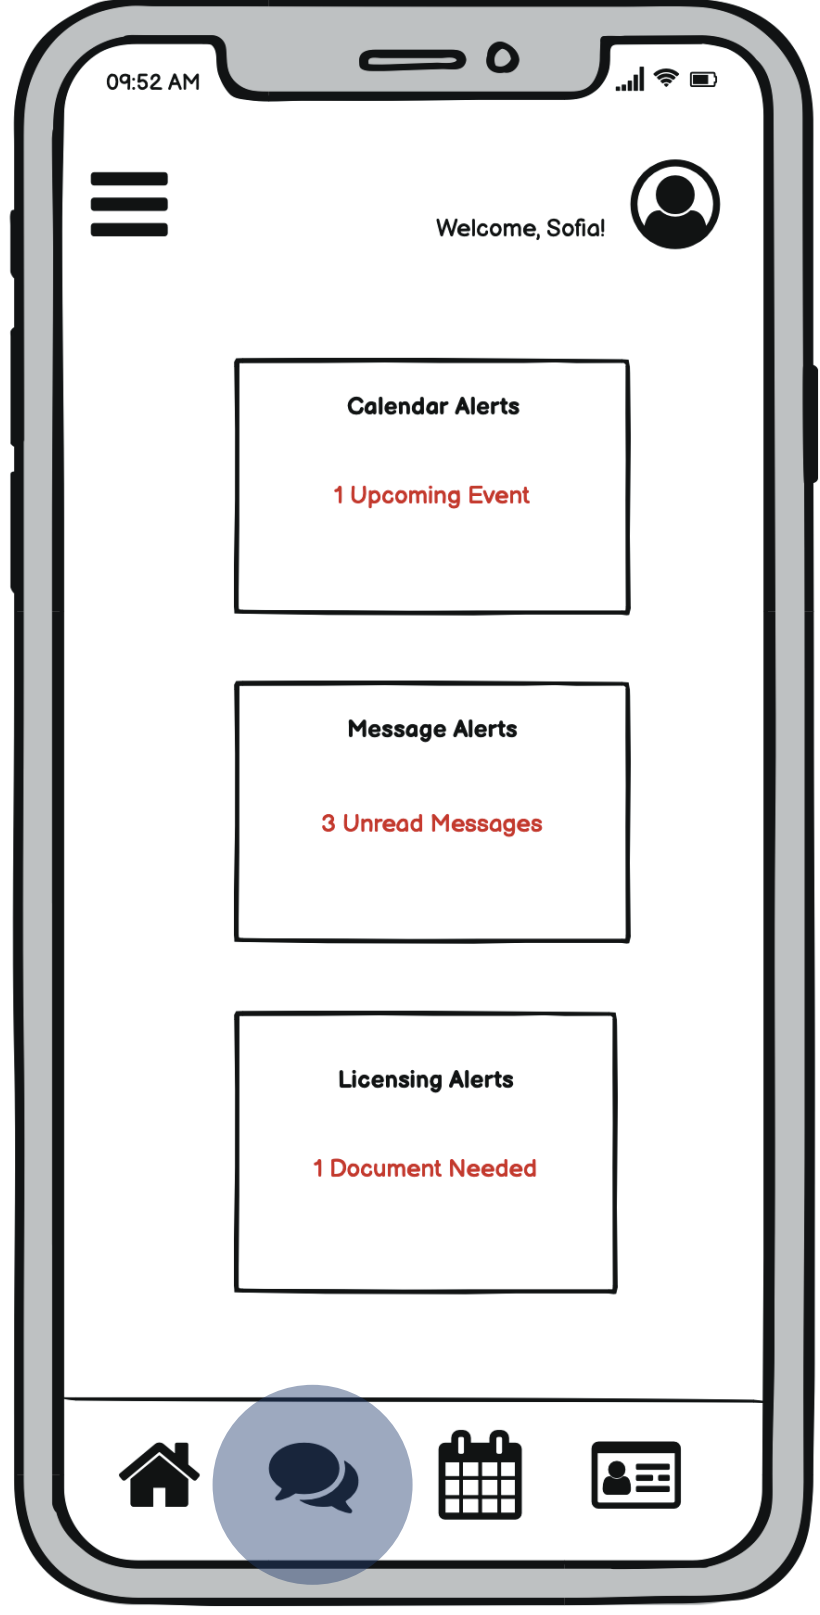 09:52 AM
Welcome, Sofia!
Calendar Alerts
1 Upcoming Event
Message Alerts
3 Unread Messages
Licensing Alerts
1 Document Needed